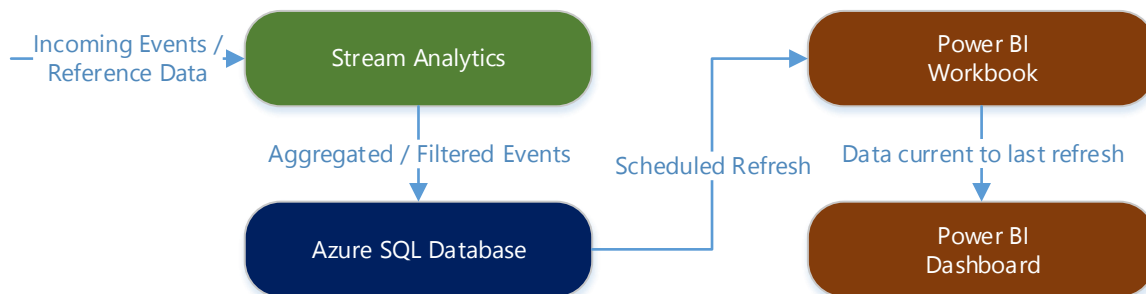 Incoming Events /
Reference Data
Stream Analytics
Aggregated / Filtered Events
Azure SQL Database
Scheduled Refresh
Power BI
Workbook
Data current to last refresh
Power BI
Dashboard